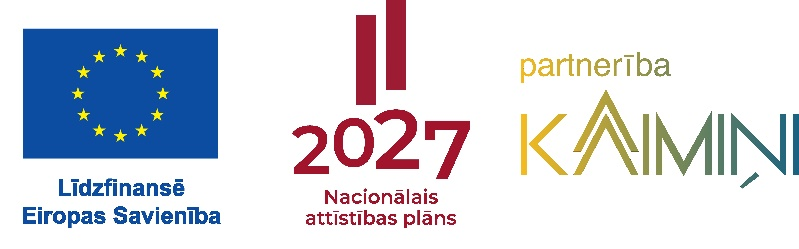 Līdzfinansē
Eiropas Savienība
2027
Nacionālais
attīstības plāns
partnerība
KAIMIŅI